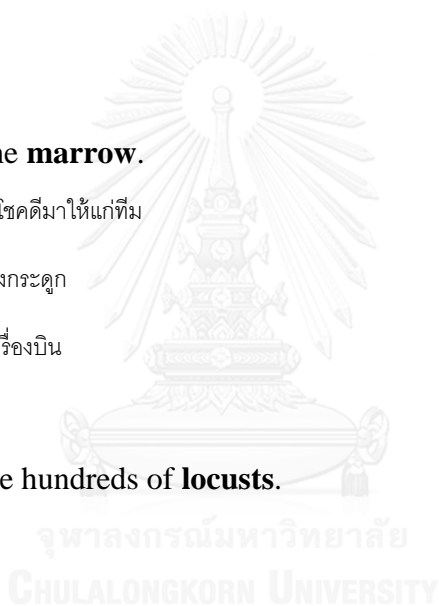 ne **marrow**.
โชคดีมาให้แก่ทีม
งกระดูก
รื่องบิน
e hundreds of **locusts**.
จุฬาลงกรณ์มหาวิทยาลัย
CHULALONGKORN UNIVERSITY